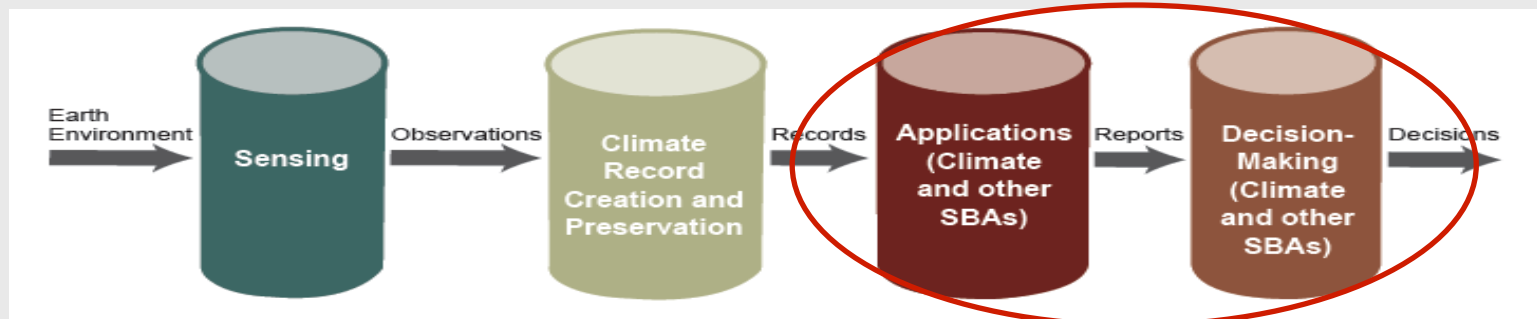 Earth
Environment
Sensing
Observations
Climate
Record
Creation and
Preservation
Records
Applications
(Climate
and other
SBAs)
Reports
Decision-
Making
(Climate
and other
SBAs)
Decisions